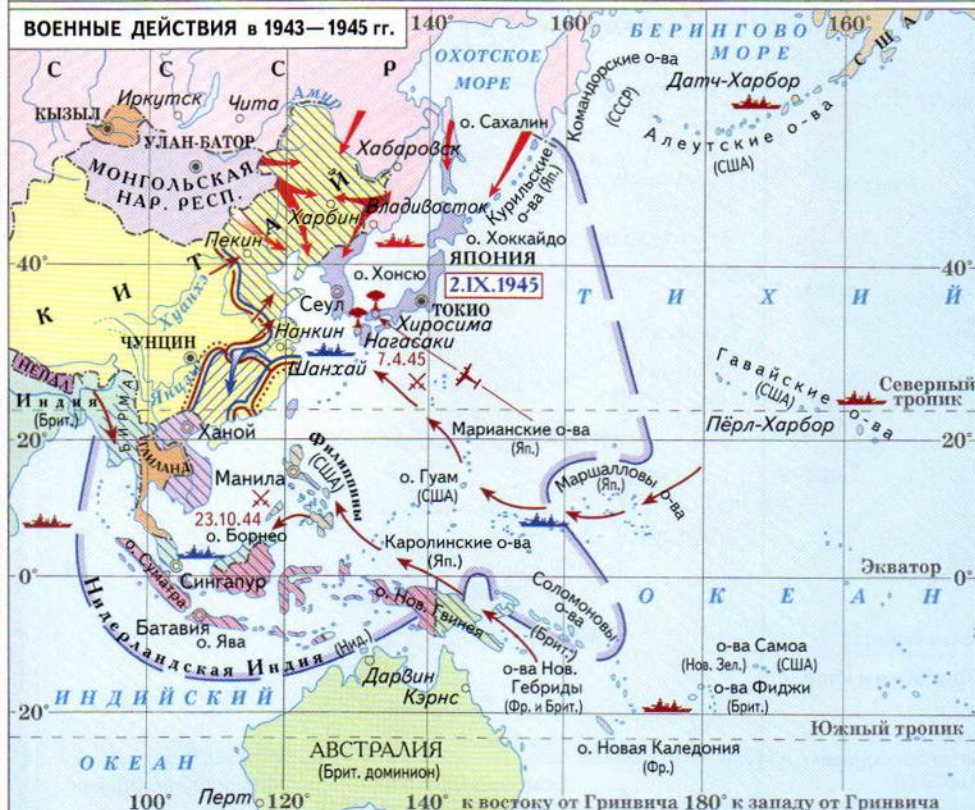 ВОЕННЫЕ ДЕЙСТВИЯ в 1943—1945 гг.
140°
160°
160°
БЕРИНГОВО
МОРЕ
США
ОХОТСКОЕ
МОРЕ
С С С Р
Командорские о-ва
(СССР)
Датч-Харбор
Алеутские о-ва
(США)
Иркутск
Чита
Амур
КЫЗЫЛ
УЛАН-БАТОР
МОНГОЛЬСКАЯ
НАР. РЕСП.
о. Сахалин
Хабаровск
Курильские
о-ва (Яп.)
Харбин
Владивосток
Пекин
о. Хоккайдо
40°
ЯПОНИЯ
40°
о. Хонсю
2.IX.1945
КИТАЙ
Хуанхэ
Сеул
ТОКИО
ТИХИЙ
Хиросима
Нанкин
Нагасаки
ЧУНЦИН
Шанхай
7.4.45
Янцзы
НЕПАЛ
Индия
(Брит.)
БИРМА
Гавайские о-ва
(США)
Северный
тропик
Пёрл-Харбор
20°
Ханой
Марианские о-ва
(Яп.)
20°
ТАИЛАНД
Филиппины
(США)
Манила
о. Гуам
(США)
Маршалловы о-ва
(Яп.)
23.10.44
о. Борнео
Каролинские о-ва
(Яп.)
0°
о. Суматра
Сингапур
Экватор
0°
Соломоновы
о-ва
(Брит.)
ОКЕАН
о. Нов. Гвинея
Батавия
о. Ява
Нидерландская Индия (Нид.)
о-ва Самоа
(Нов. Зел.)
(США)
о-ва Нов.
Гебриды
(Фр. и Брит.)
о-ва Фиджи
(Брит.)
Дарвин
Кэрнс
ИНДИЙСКИЙ
20°
20°
Южный тропик
АВСТРАЛИЯ
(Брит. доминион)
о. Новая Каледония
(Фр.)
ОКЕАН
Перт
100°
120°
140°
к востоку от Гринвича
180°
к западу от Гринвича